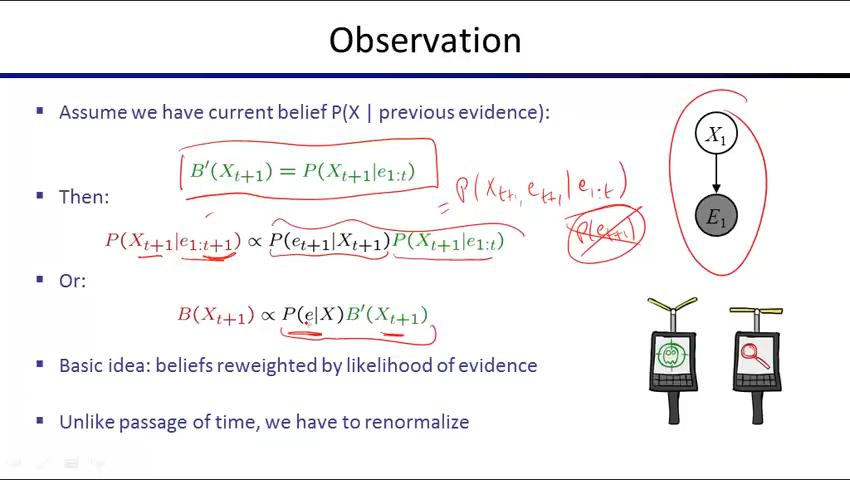 Observation
▪ Assume we have current belief P(X | previous evidence):
B'(X_{t+1}) = P(X_{t+1}|e_{1:t})
= P(X_{t+1}, e_{t+1} | e_{1:t})
▪ Then:
P(e_{t+1})
P(X_{t+1}|e_{1:t+1}) ∝ P(e_{t+1}|X_{t+1})P(X_{t+1}|e_{1:t})
▪ Or:
B(X_{t+1}) ∝ P(e|X)B'(X_{t+1})
▪ Basic idea: beliefs reweighted by likelihood of evidence
▪ Unlike passage of time, we have to renormalize
X_1
E_1